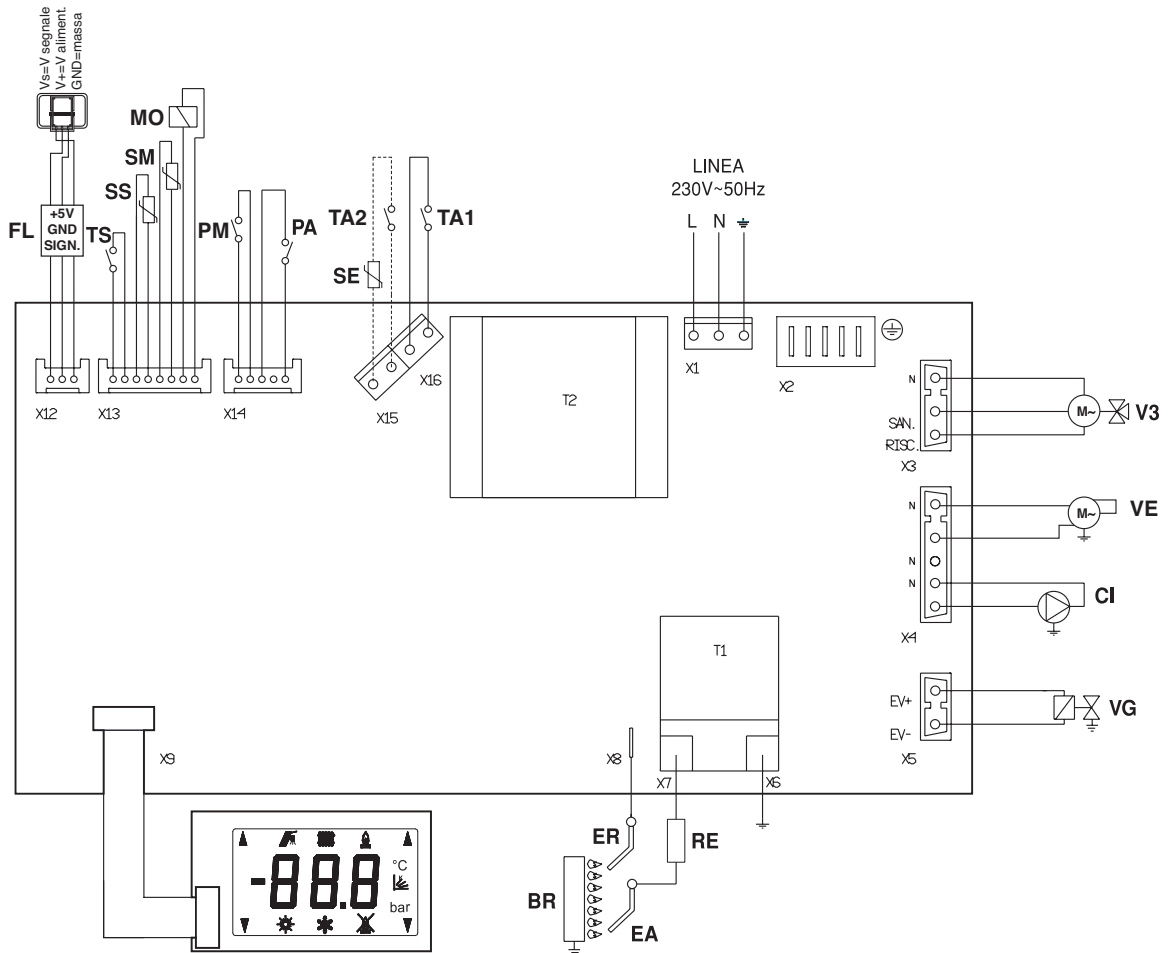 Vs=V segnale
V+=V aliment.
GND=massa
MO
SM
SS
LINEA
230V~50Hz
+5V
GND
SIGN.
FL
TS
PM
PA
TA2
TA1
L N
SE
X12
X13
X14
X15
X16
T2
X1
X2
N
SAN.
RISC.
X3
M~
V3
N
M~
VE
N
N
CI
X4
T1
EV+
EV-
VG
X5
X9
X8
X7
X6
ER
RE
BR
EA
-88.8
°C
bar